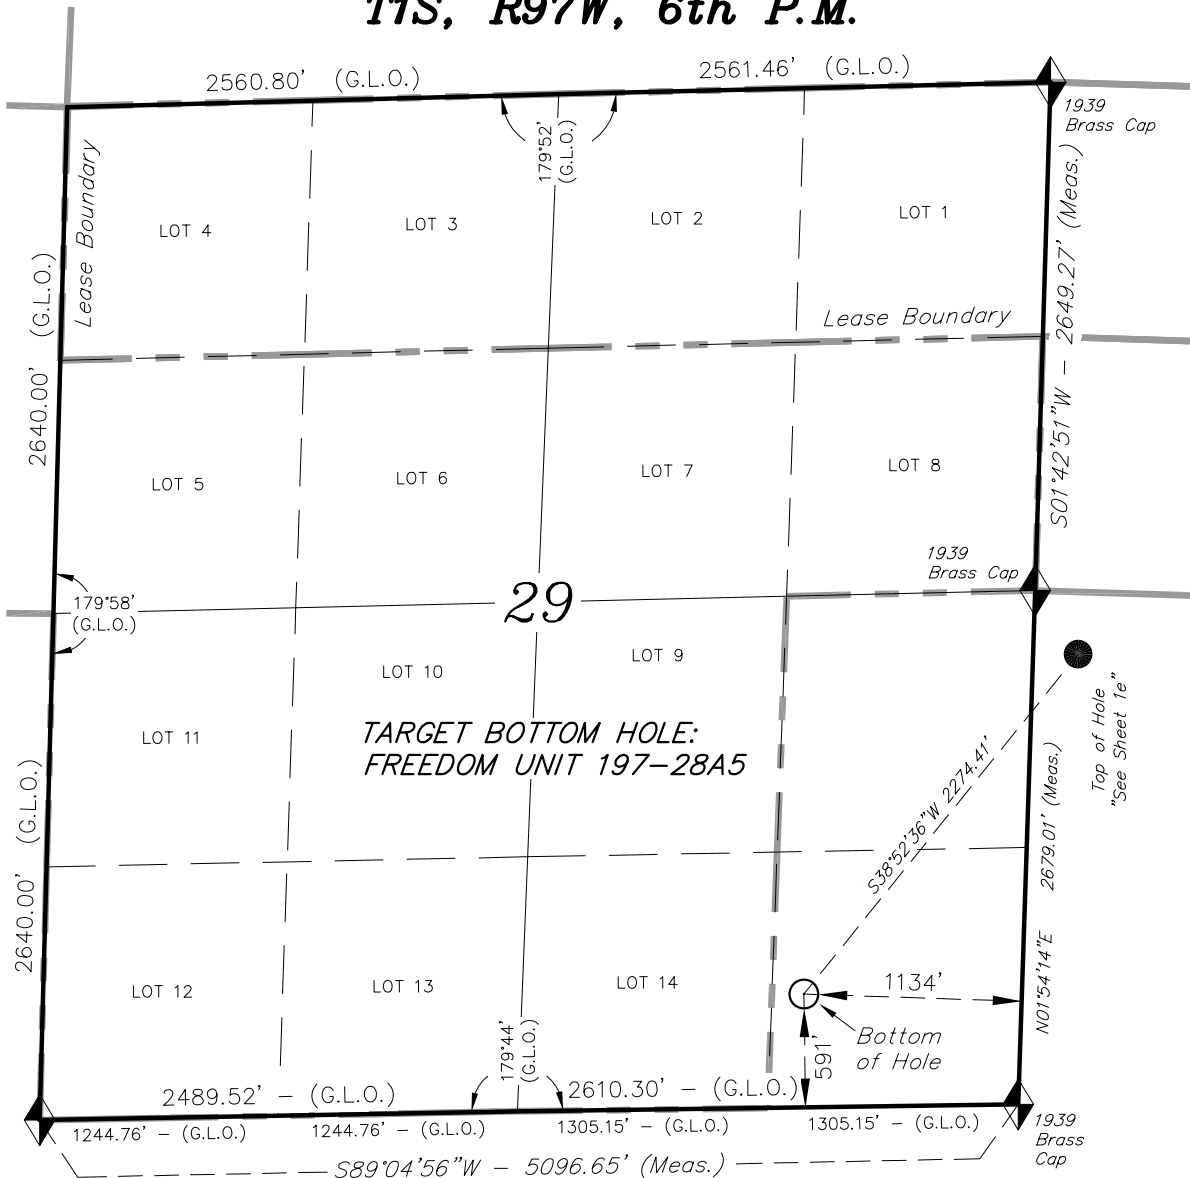 T1S, R97W, 6th P.M.
2560.80' (G.L.O.)
2561.46' (G.L.O.)
1939
Brass Cap
179°52'
(G.L.O.)
Lease Boundary
LOT 4
LOT 3
LOT 2
LOT 1
2640.00' (G.L.O.)
Lease Boundary
S01°42'51"W - 2649.27' (Meas.)
LOT 5
LOT 6
LOT 7
LOT 8
1939
Brass Cap
179°58'
(G.L.O.)
29
LOT 9
LOT 10
LOT 11
TARGET BOTTOM HOLE:
FREEDOM UNIT 197-28A5
Top of Hole
"See Sheet 1e"
S38°52'36"W 2274.41'
N01°54'14"E 2679.01' (Meas.)
2640.00' (G.L.O.)
LOT 12
LOT 13
LOT 14
1134'
591'
Bottom
of Hole
179°44'
(G.L.O.)
2489.52' - (G.L.O.)
2610.30' - (G.L.O.)
1244.76' - (G.L.O.)
1244.76' - (G.L.O.)
1305.15' - (G.L.O.)
1305.15' - (G.L.O.)
1939
Brass
Cap
S89°04'56"W - 5096.65' (Meas.)